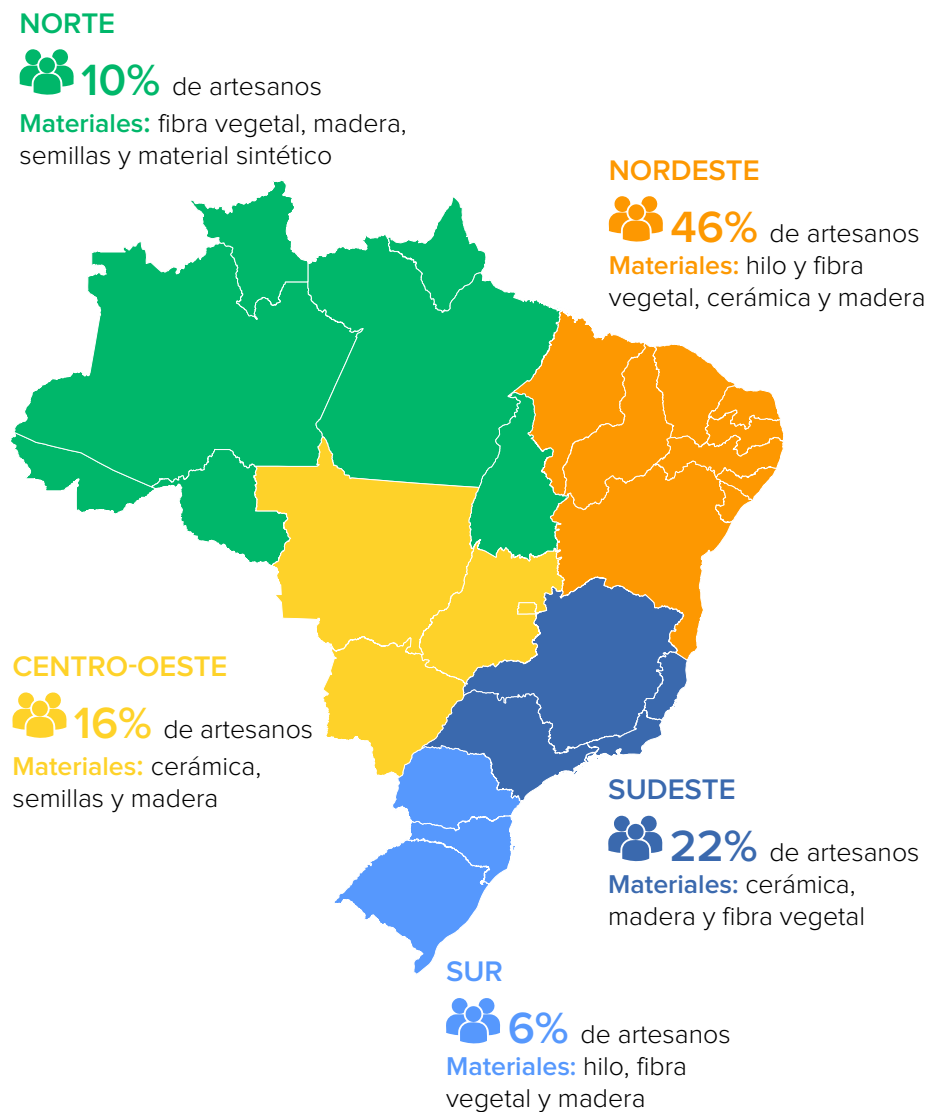 NORTE
10% de artesanos
Materiales: fibra vegetal, madera,
semillas y material sintético
NORDESTE
46% de artesanos
Materiales: hilo y fibra
vegetal, cerámica y madera
CENTRO-OESTE
16% de artesanos
Materiales: cerámica,
semillas y madera
SUDESTE
22% de artesanos
Materiales: cerámica,
madera y fibra vegetal
SUR
6% de artesanos
Materiales: hilo, fibra
vegetal y madera